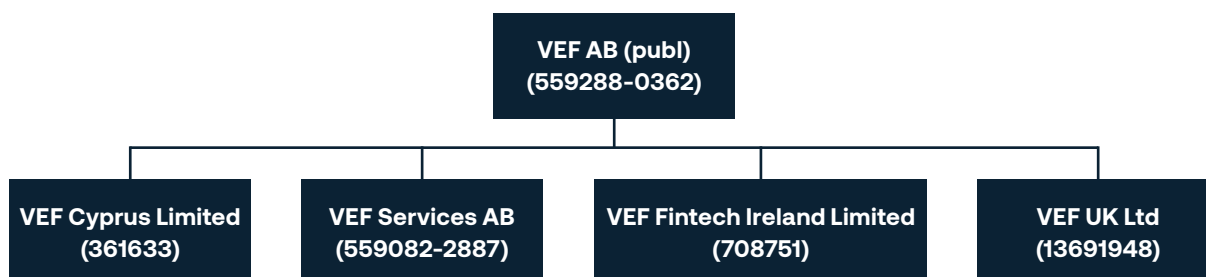 VEF AB (publ)
(559288-0362)
VEF Cyprus Limited
(361633)
VEF Services AB
(559082-2887)
VEF Fintech Ireland Limited
(708751)
VEF UK Ltd
(13691948)